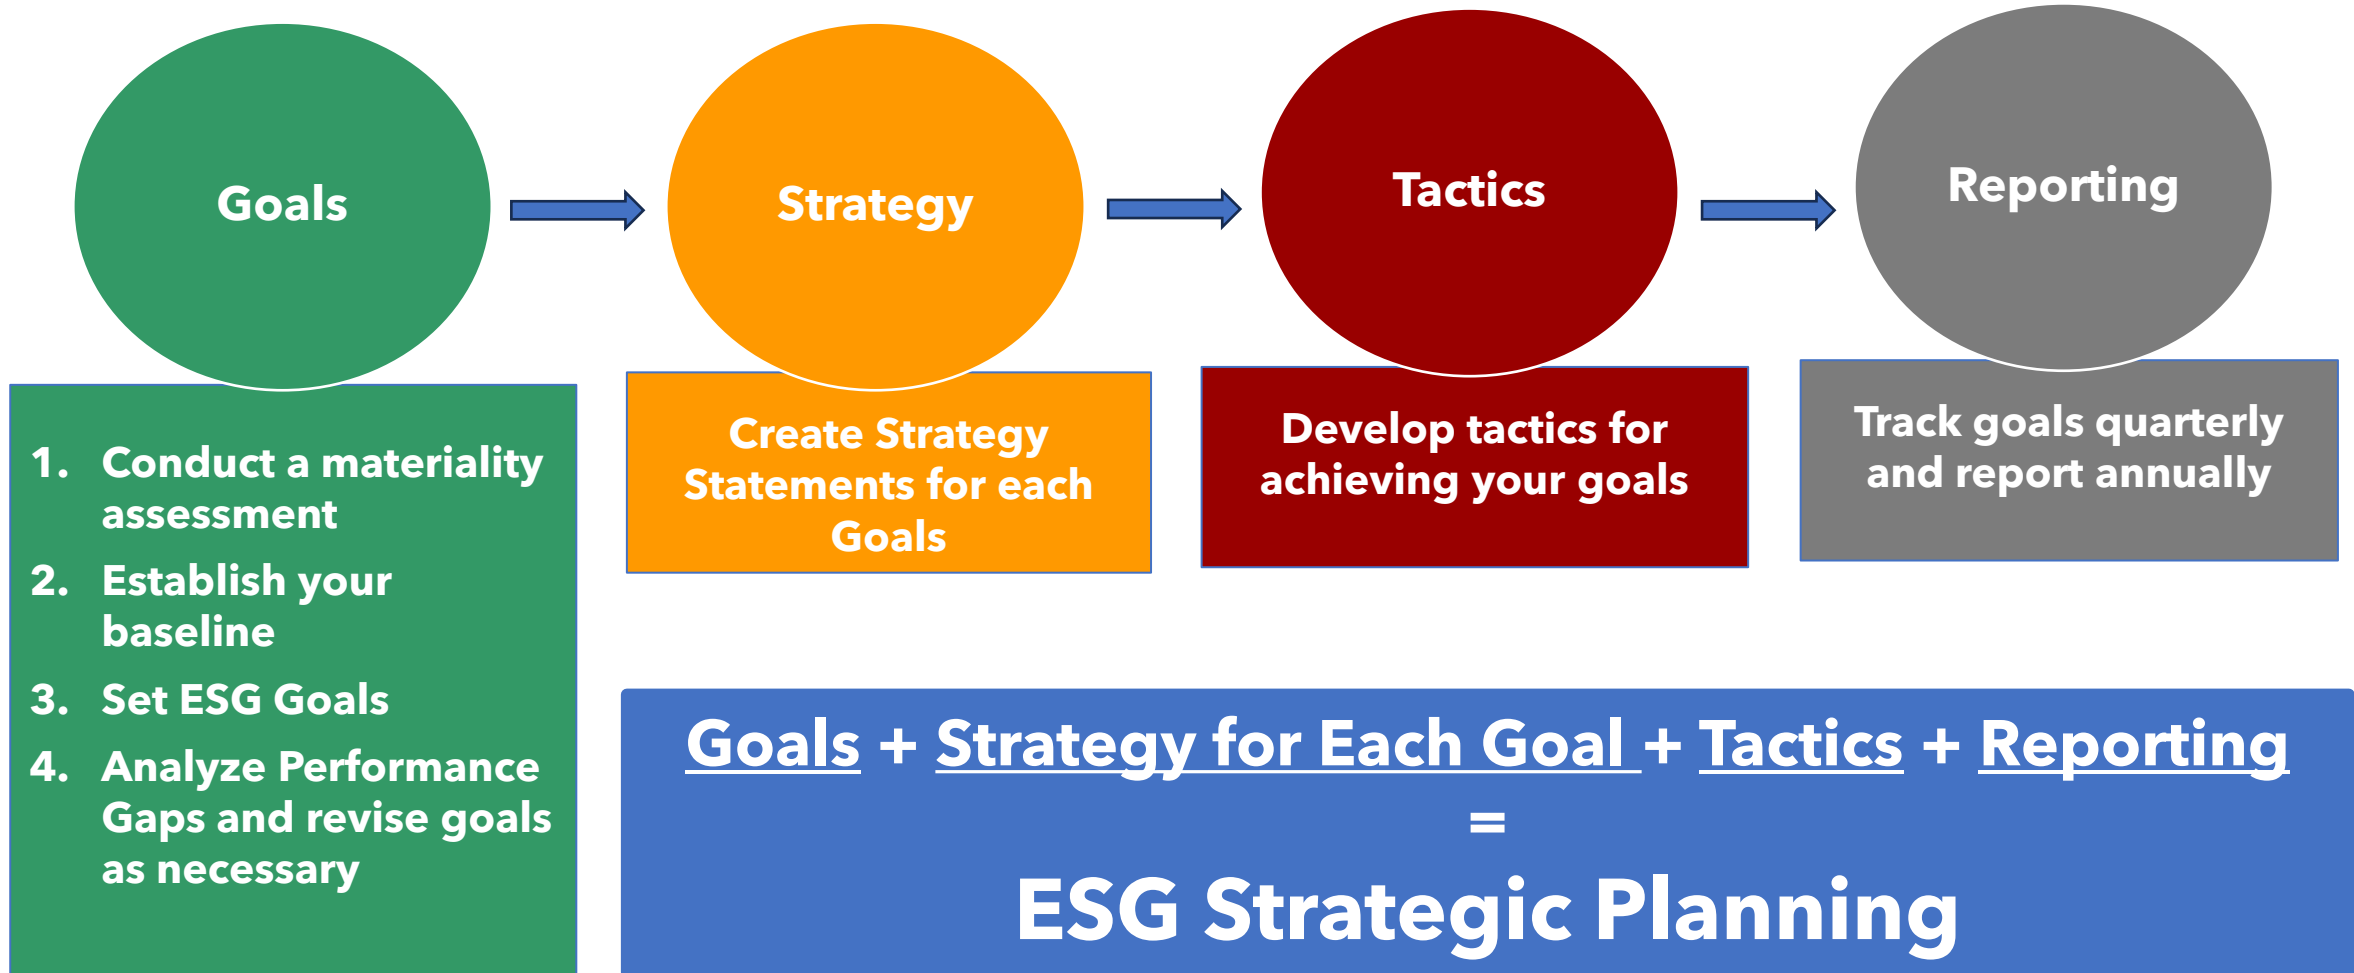 Goals
Strategy
Tactics
Reporting
1. Conduct a materiality
assessment
2. Establish your
baseline
3. Set ESG Goals
4. Analyze Performance
Gaps and revise goals
as necessary
Create Strategy
Statements for each
Goals
Develop tactics for
achieving your goals
Track goals quarterly
and report annually
Goals + Strategy for Each Goal + Tactics + Reporting
=
ESG Strategic Planning